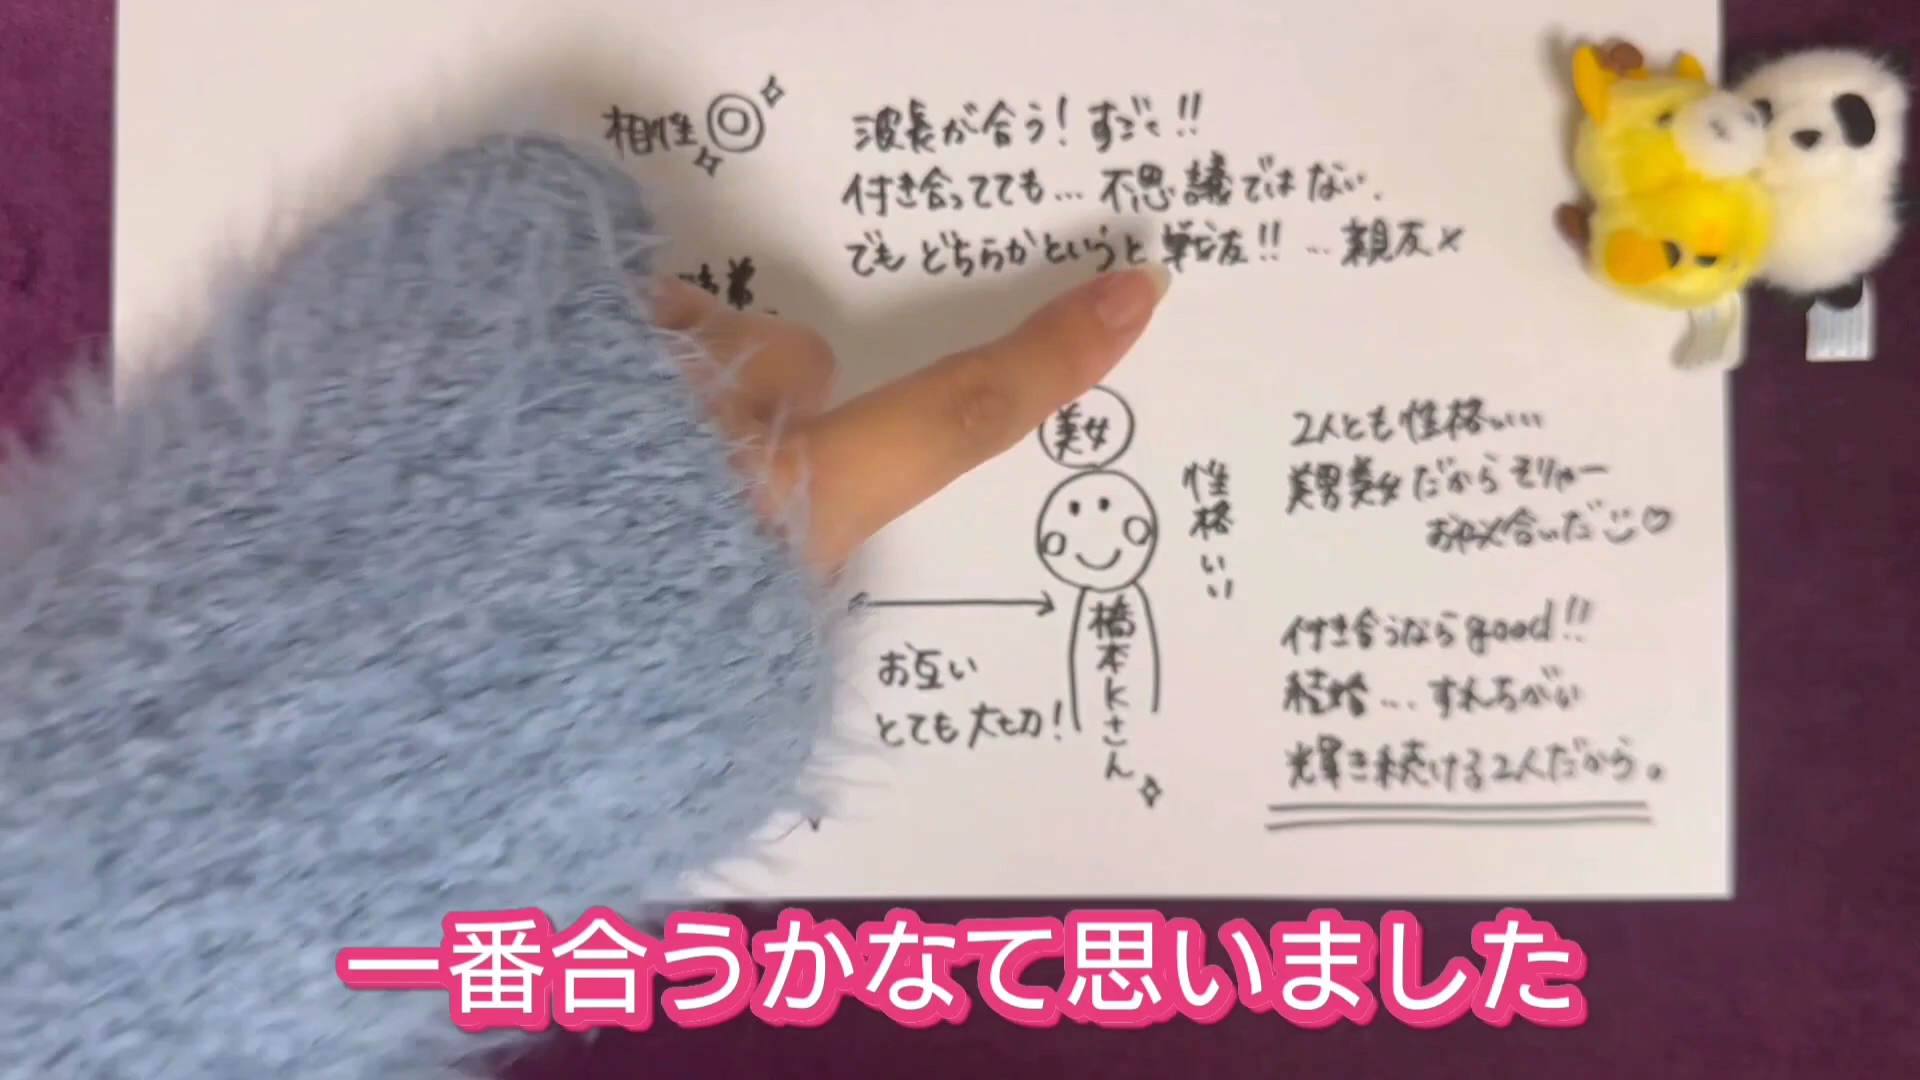 相性◎
波長が合う!すごく!!
付き合ってても…不思議ではない.
でもどちらかというと戦友!!…親友×
美女
性格いい
橋本Kさん
お互い
とても大切!
2人とも性格いい…
美男美女だからそりゃー
お似合いだ
付き合うならgood!!
結婚…すれちがい
輝き続ける2人だから。
一番合うかなて思いました